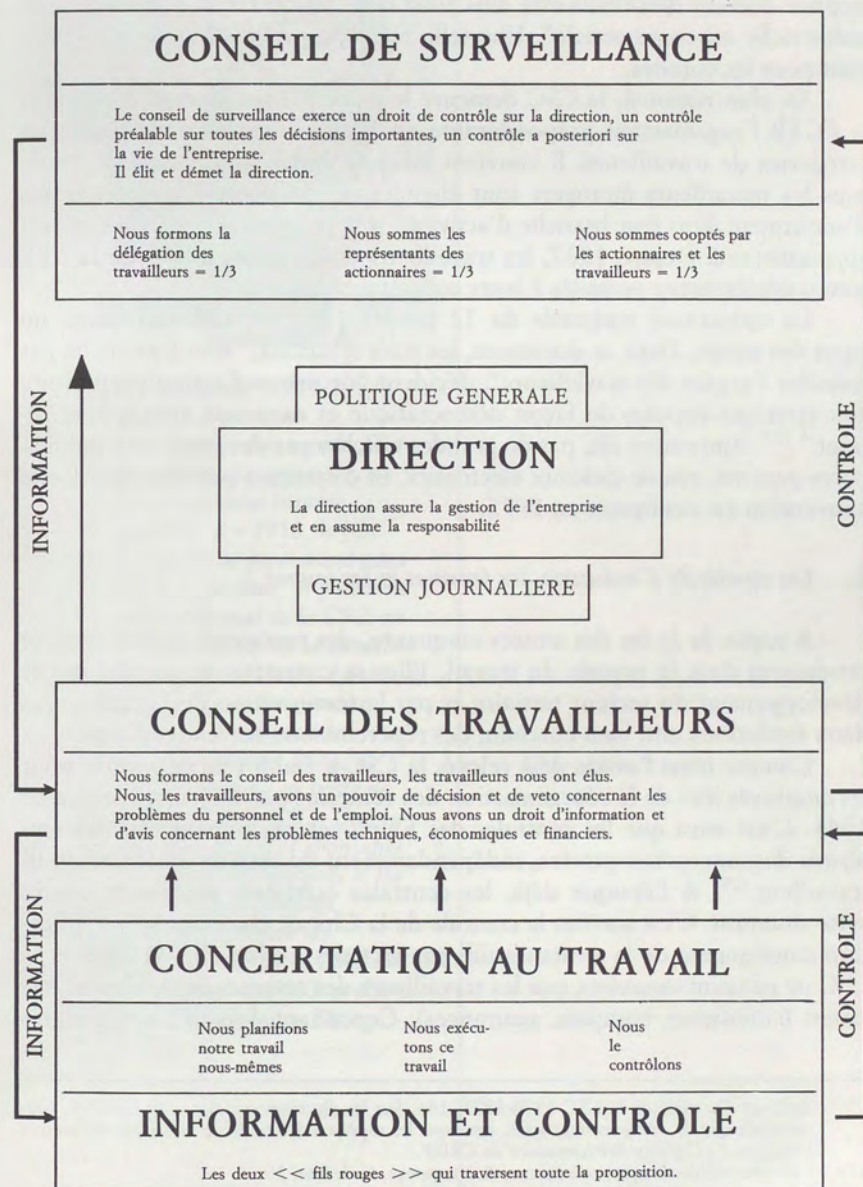 CONSEIL DE SURVEILLANCE
Le conseil de surveillance exerce un droit de contrôle sur la direction, un contrôle
préalable sur toutes les décisions importantes, un contrôle a posteriori sur
la vie de l'entreprise.
Il élit et démet la direction.
Nous formons la
délégation des
travailleurs = 1/3
Nous sommes les
représentants des
actionnaires = 1/3
Nous sommes cooptés par
les actionnaires et les
travailleurs = 1/3
INFORMATION
CONTROLE
POLITIQUE GENERALE
DIRECTION
La direction assure la gestion de l'entreprise
et en assume la responsabilité
GESTION JOURNALIERE
CONSEIL DES TRAVAILLEURS
Nous formons le conseil des travailleurs, les travailleurs nous ont élus.
Nous, les travailleurs, avons un pouvoir de décision et de veto concernant les
problèmes du personnel et de l'emploi. Nous avons un droit d'information et
d'avis concernant les problèmes techniques, économiques et financiers.
INFORMATION
CONTROLE
CONCERTATION AU TRAVAIL
Nous planifions
notre travail
nous-mêmes
Nous exécu-
tons ce
travail
Nous
le
contrôlons
INFORMATION ET CONTROLE
Les deux << fils rouges >> qui traversent toute la proposition.